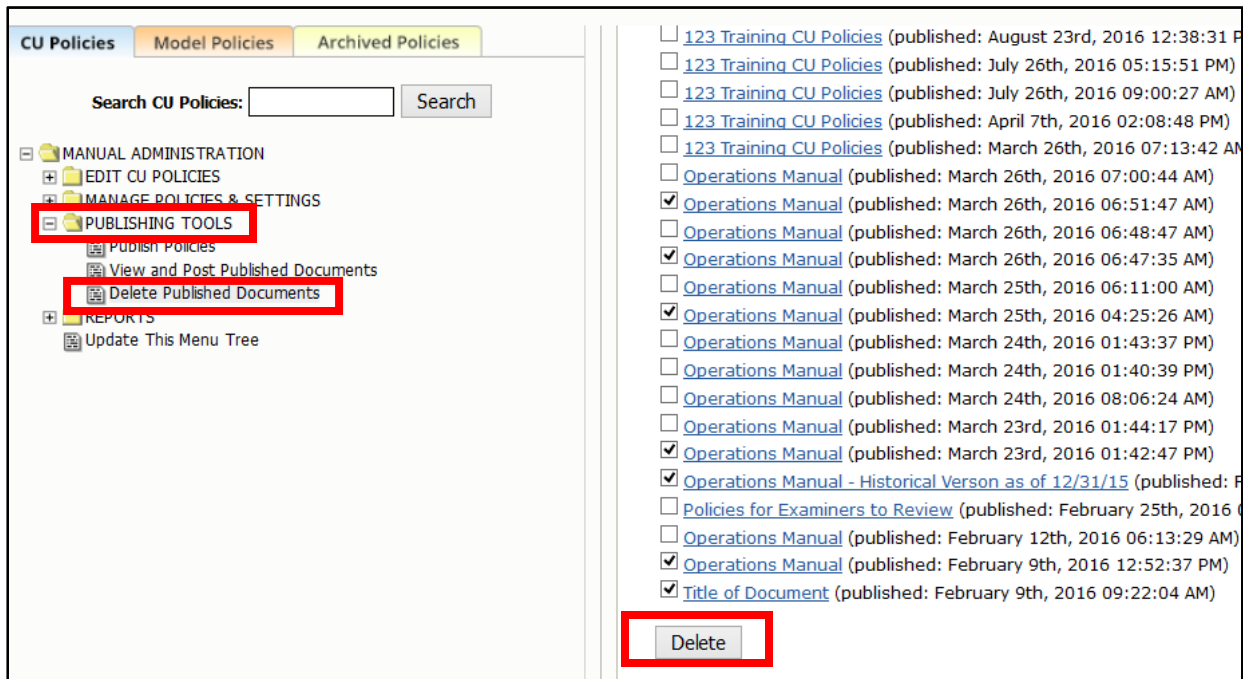 CU Policies
Model Policies
Archived Policies
Search CU Policies:
Search
MANUAL ADMINISTRATION
EDIT CU POLICIES
MANAGE POLICIES & SETTINGS
PUBLISHING TOOLS
Publish Policies
View and Post Published Documents
Delete Published Documents
REPORTS
Update This Menu Tree
123 Training CU Policies (published: August 23rd, 2016 12:38:31 P
123 Training CU Policies (published: July 26th, 2016 05:15:51 PM)
123 Training CU Policies (published: July 26th, 2016 09:00:27 AM)
123 Training CU Policies (published: April 7th, 2016 02:08:48 PM)
123 Training CU Policies (published: March 26th, 2016 07:13:42 AM
Operations Manual (published: March 26th, 2016 07:00:44 AM)
Operations Manual (published: March 26th, 2016 06:51:47 AM)
Operations Manual (published: March 26th, 2016 06:48:47 AM)
Operations Manual (published: March 26th, 2016 06:47:35 AM)
Operations Manual (published: March 25th, 2016 06:11:00 AM)
Operations Manual (published: March 25th, 2016 04:25:26 AM)
Operations Manual (published: March 24th, 2016 01:43:37 PM)
Operations Manual (published: March 24th, 2016 01:40:39 PM)
Operations Manual (published: March 24th, 2016 08:06:24 AM)
Operations Manual (published: March 23rd, 2016 01:44:17 PM)
Operations Manual (published: March 23rd, 2016 01:42:47 PM)
Operations Manual - Historical Verson as of 12/31/15 (published: F
Policies for Examiners to Review (published: February 25th, 2016 0
Operations Manual (published: February 12th, 2016 06:13:29 AM)
Operations Manual (published: February 9th, 2016 12:52:37 PM)
Title of Document (published: February 9th, 2016 09:22:04 AM)
Delete